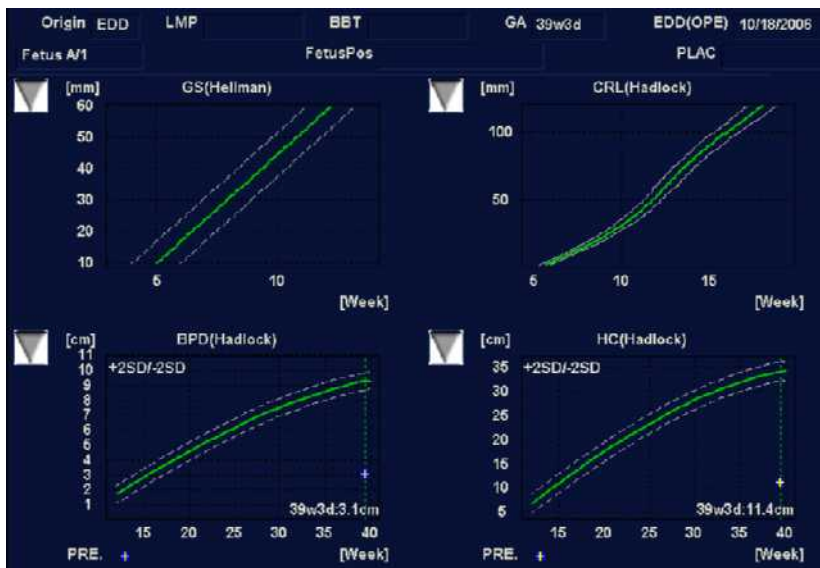 Origin EDD LMP BBT GA 39w3d EDD(OPE) 10/18/2006
Fetus A/1 FetusPos PLAC
[mm] GS(Hellman)
60
50
40
30
20
10
5 10
[Week]
[mm] CRL(Hadlock)
100
50
5 10 15
[Week]
[cm] BPD(Hadlock)
11
10
9
8
7
6
5
4
3
2
1
+2SD/-2SD
39w3d:3.1cm
15 20 25 30 35 40
PRE. + [Week]
[cm] HC(Hadlock)
35
30
25
20
15
10
5
+2SD/-2SD
39w3d:11.4cm
15 20 25 30 35 40
PRE. + [Week]